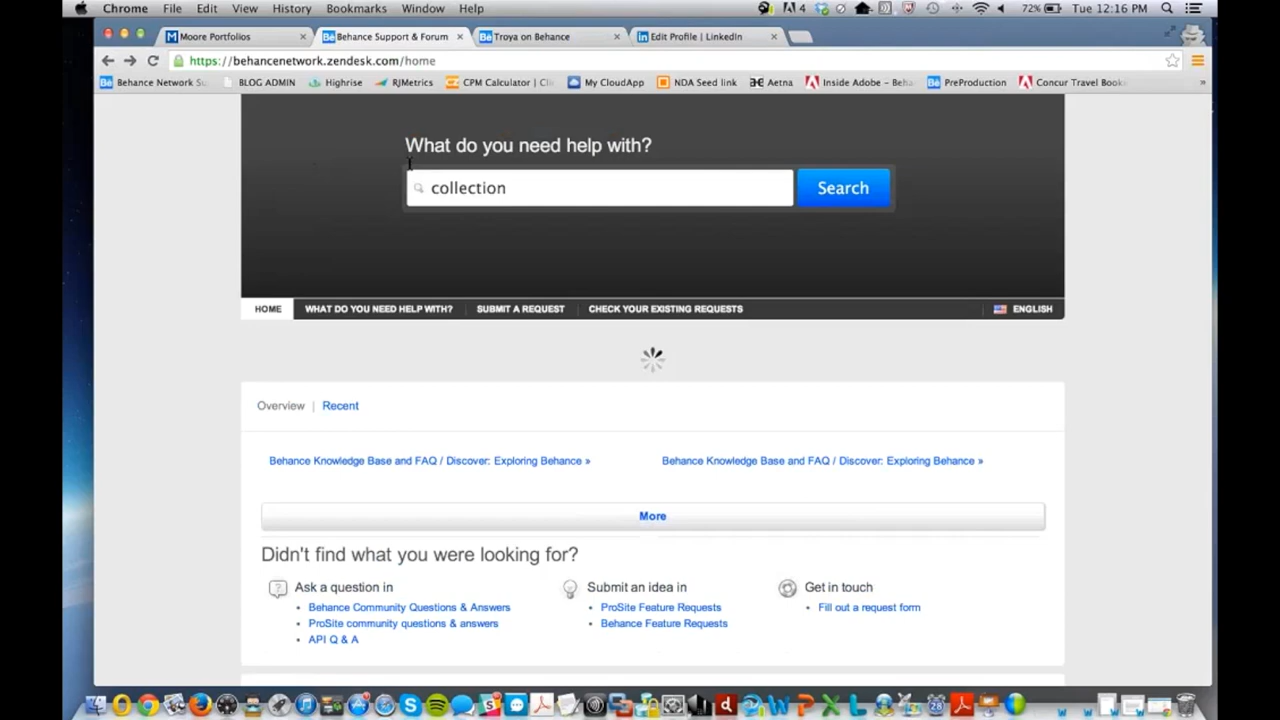 Chrome File Edit View History Bookmarks Window Help 4 72% Tue 12:16 PM
Moore Portfolios Behance Support & Forum Troya on Behance Edit Profile | LinkedIn
https://behancenetwork.zendesk.com/home
Behance Network Su BLOG ADMIN Highrise RJMetrics CPM Calculator | Cli My CloudApp NDA Seed link Aetna Inside Adobe - Beha PreProduction Concur Travel Book »
What do you need help with?
collection Search
HOME WHAT DO YOU NEED HELP WITH? SUBMIT A REQUEST CHECK YOUR EXISTING REQUESTS ENGLISH
Overview | Recent
Behance Knowledge Base and FAQ / Discover: Exploring Behance » Behance Knowledge Base and FAQ / Discover: Exploring Behance »
More
Didn't find what you were looking for?
Ask a question in Submit an idea in Get in touch
Behance Community Questions & Answers ProSite Feature Requests Fill out a request form
ProSite community questions & answers Behance Feature Requests
API Q & A